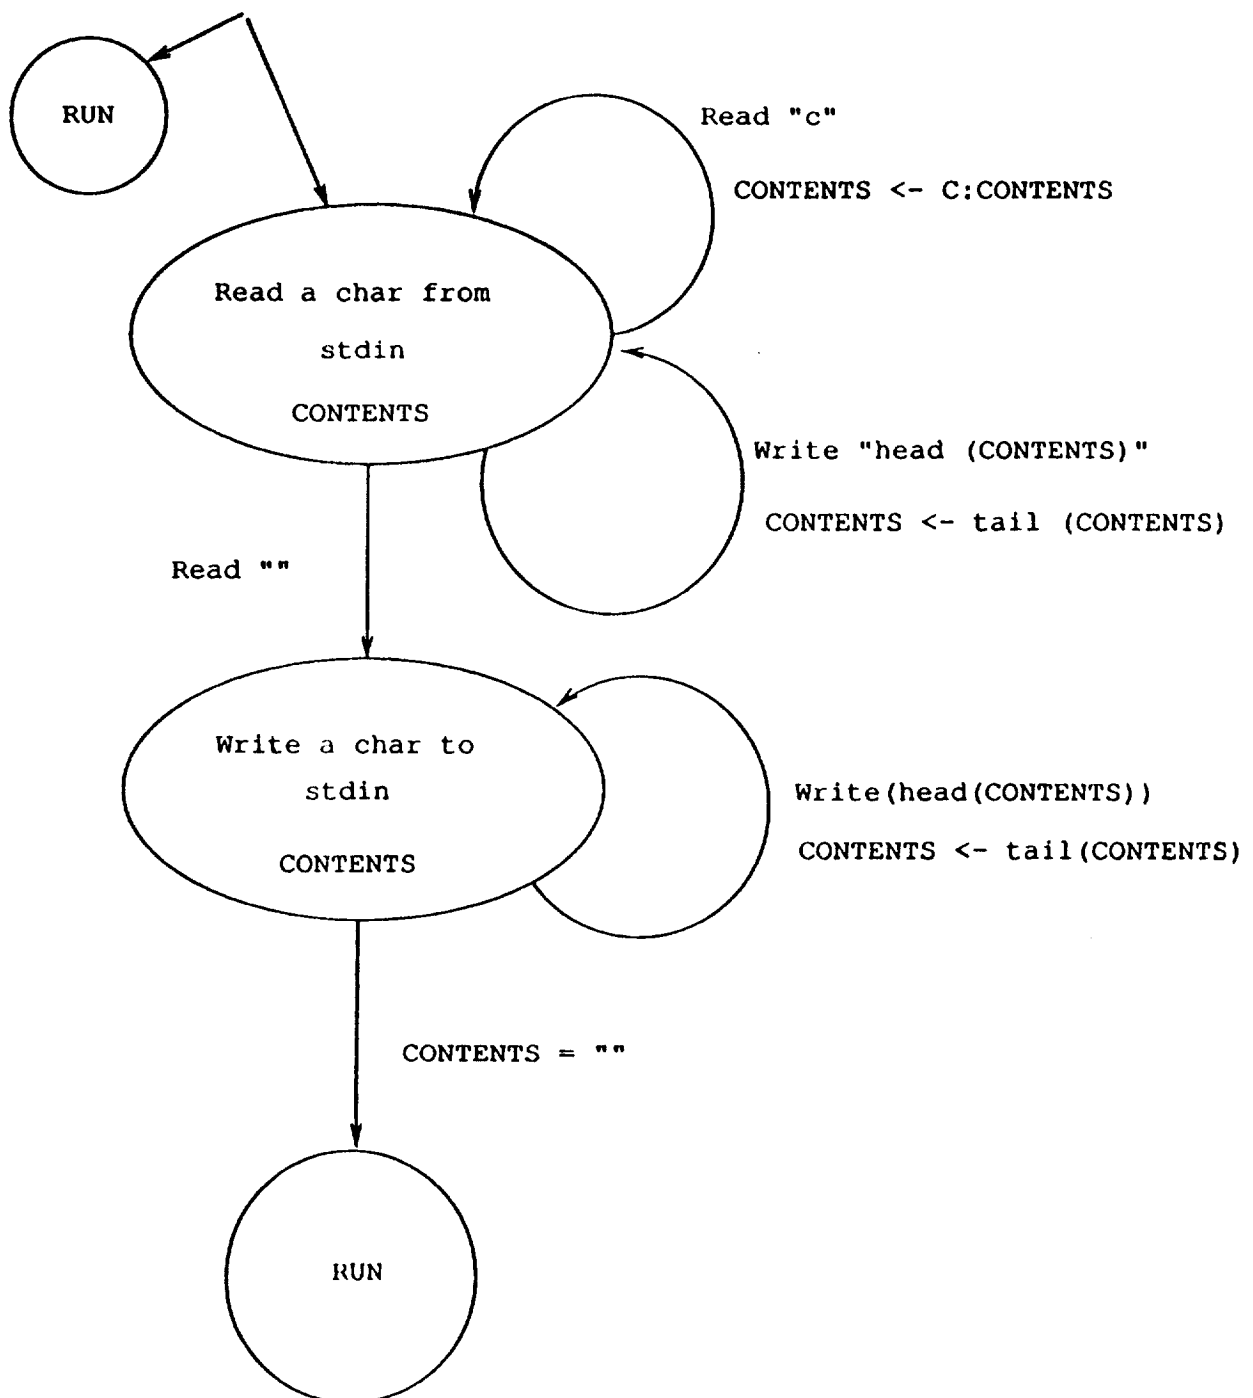 RUN
Read "c"
CONTENTS <- C:CONTENTS
Read a char from
stdin
CONTENTS
Write "head (CONTENTS)"
CONTENTS <- tail (CONTENTS)
Read ""
Write a char to
stdin
CONTENTS
Write(head(CONTENTS))
CONTENTS <- tail(CONTENTS)
CONTENTS = ""
RUN